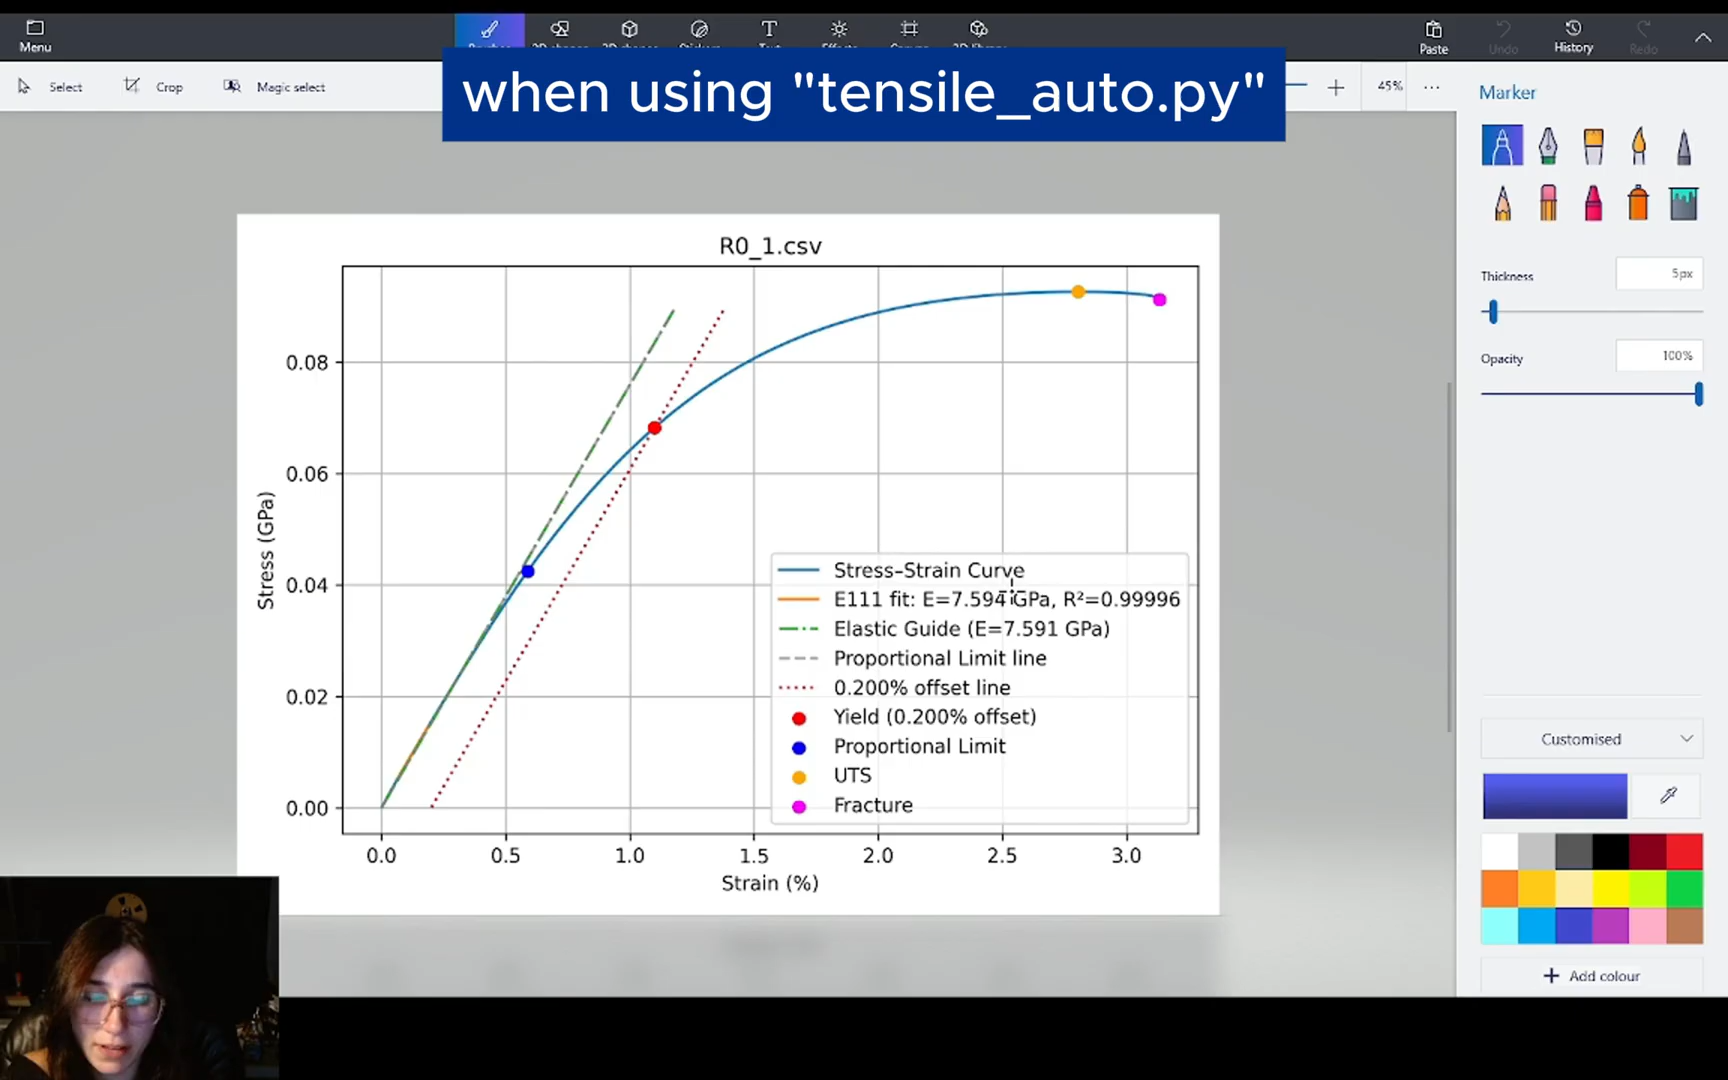 Menu
Paste
Undo
History
Redo
Select
Crop
Magic select
when using "tensile_auto.py"
45%
Marker
Thickness
5px
Opacity
100%
Customised
Add colour
R0_1.csv
Stress (GPa)
0.08
0.06
0.04
0.02
0.00
Stress–Strain Curve
E111 fit: E=7.594 GPa, R²=0.99996
Elastic Guide (E=7.591 GPa)
Proportional Limit line
0.200% offset line
Yield (0.200% offset)
Proportional Limit
UTS
Fracture
0.0 0.5 1.0 1.5 2.0 2.5 3.0
Strain (%)